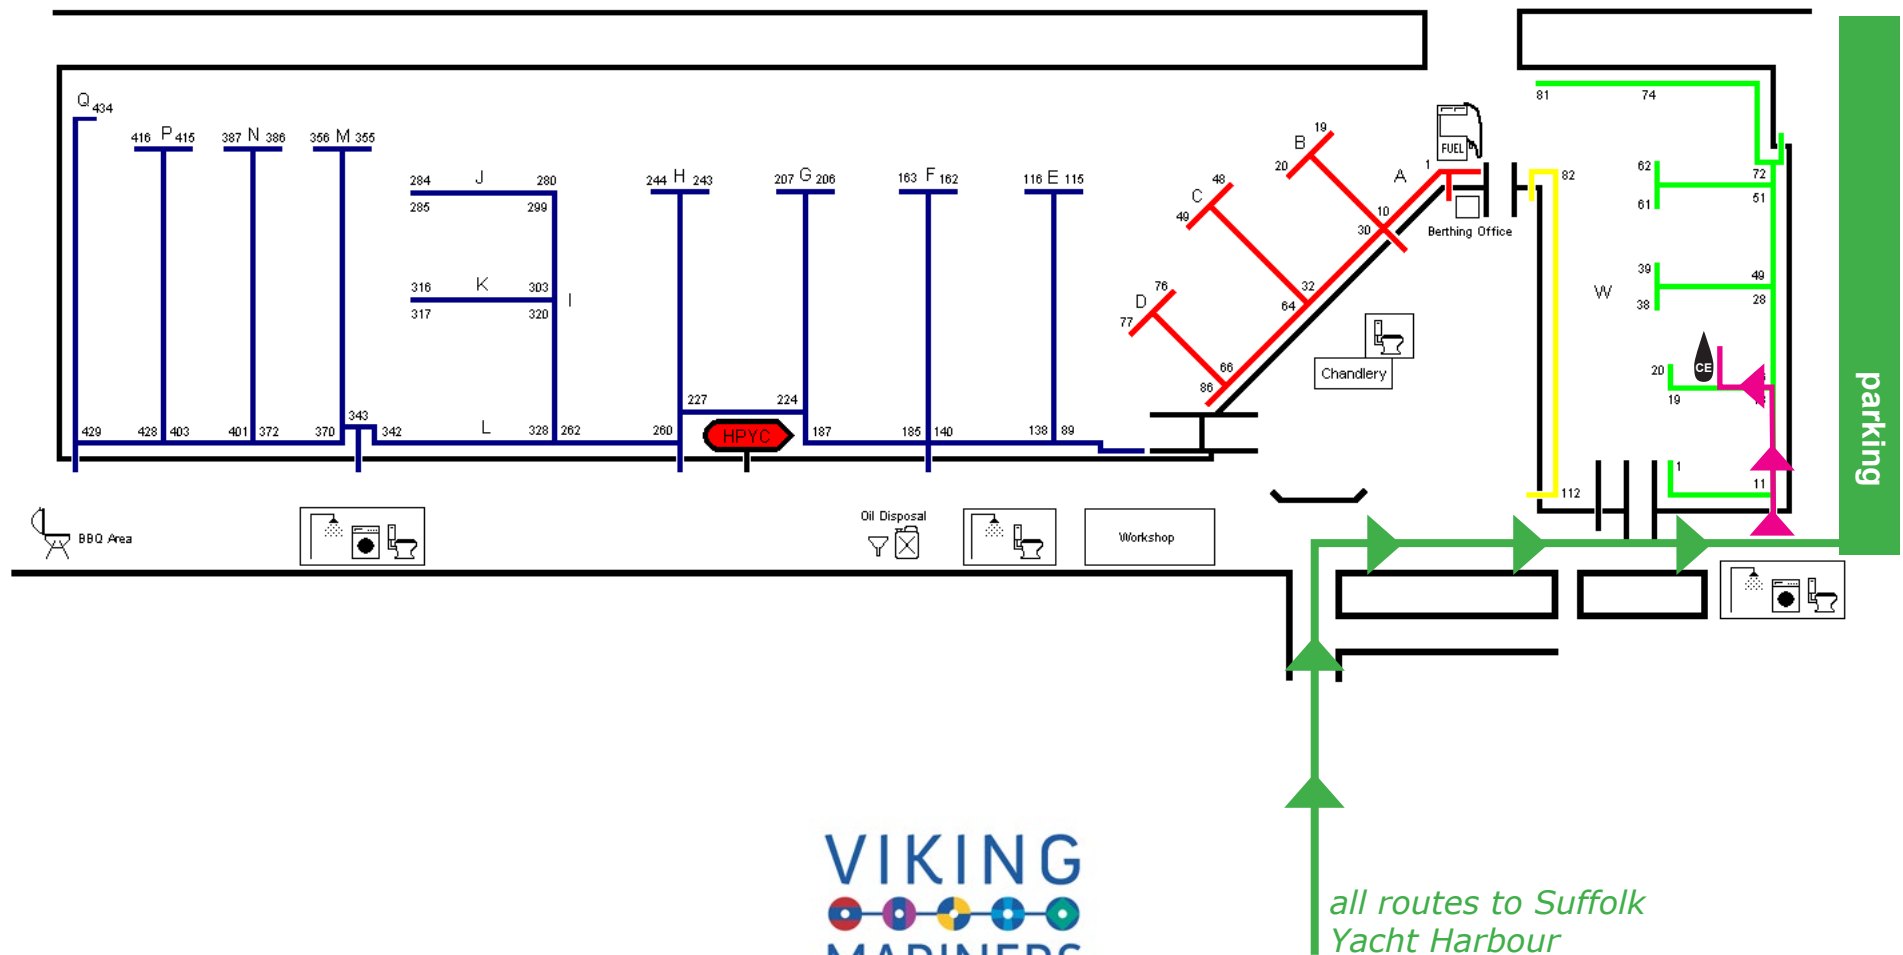 81
74
Q
434
416 P 415
387 N 386
356 M 355
284 J 280
285 299
316 K 303
317 320
I
244 H 243
207 G 206
163 F 162
116 E 115
19
B
20
48
C
49
76
D
77
1
A
10
30
32
64
66
86
FUEL
Berthing Office
Chandlery
82
112
62
61
72
51
39
38
49
28
W
20
19
CE
1
11
parking
227 224
343
429 428 403 401 372 370 342 L 328 262 260 HPYC 187 185 140 138 89
BBQ Area
Oil Disposal
Workshop
VIKING
MARINERS
all routes to Suffolk
Yacht Harbour